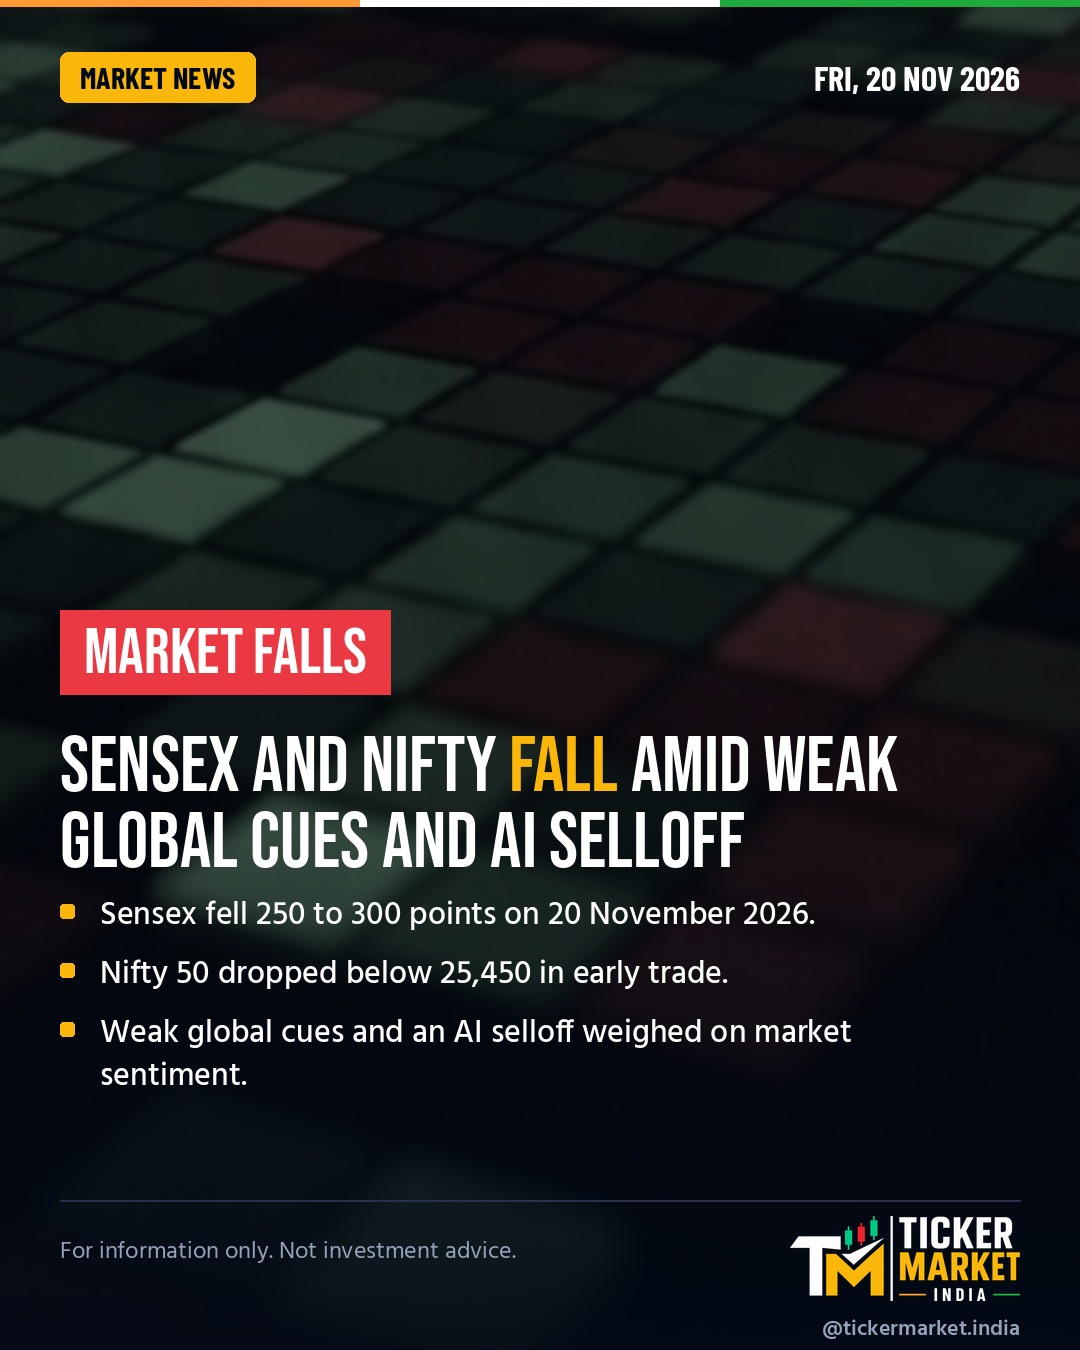 MARKET NEWS
FRI, 20 NOV 2026
MARKET FALLS
SENSEX AND NIFTY FALL AMID WEAK
GLOBAL CUES AND AI SELLOFF
Sensex fell 250 to 300 points on 20 November 2026.
Nifty 50 dropped below 25,450 in early trade.
Weak global cues and an AI selloff weighed on market
sentiment.
For information only. Not investment advice.
TM
TICKER
MARKET
INDIA
@tickermarket.india